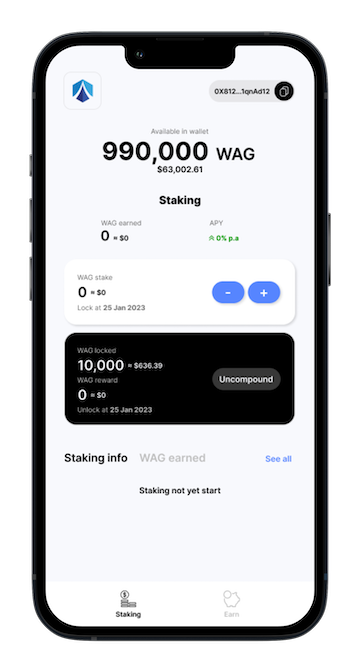 0X812...1qnAd12
Available in wallet
990,000 WAG
$63,002.61
Staking
WAG earned APY
0 ≈ $0 0% p.a
WAG stake
0 ≈ $0
- +
Lock at 25 Jan 2023
WAG locked
10,000 ≈ $636.39
WAG reward
Uncompound
0 ≈ $0
Unlock at 25 Jan 2023
Staking info WAG earned See all
Staking not yet start
Staking Earn